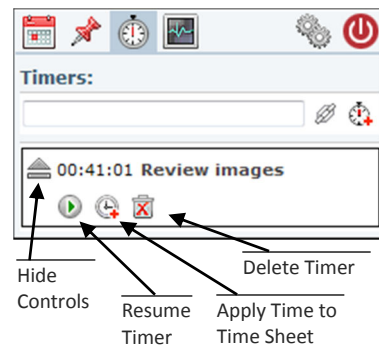 Timers:
00:41:01 Review images
Hide
Controls
Resume
Timer
Apply Time to
Time Sheet
Delete Timer